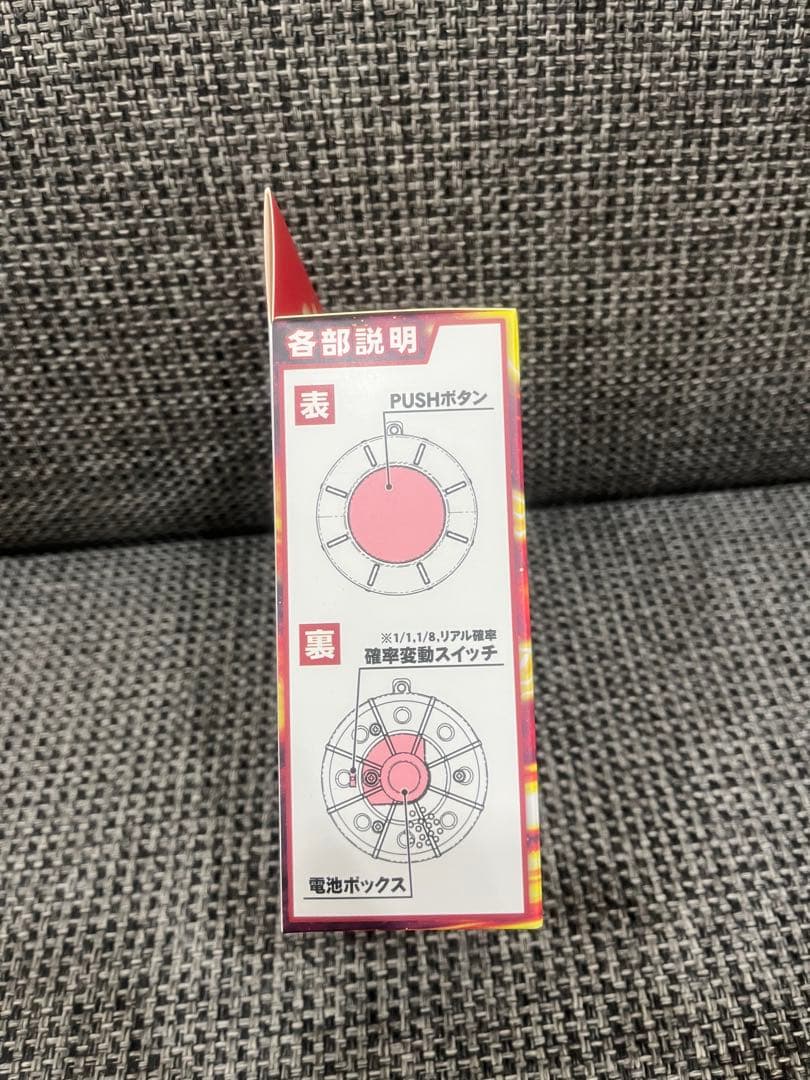 各部説明
表
PUSHボタン
裏
※1/1,1/8,リアル確率
確率変動スイッチ
電池ボックス